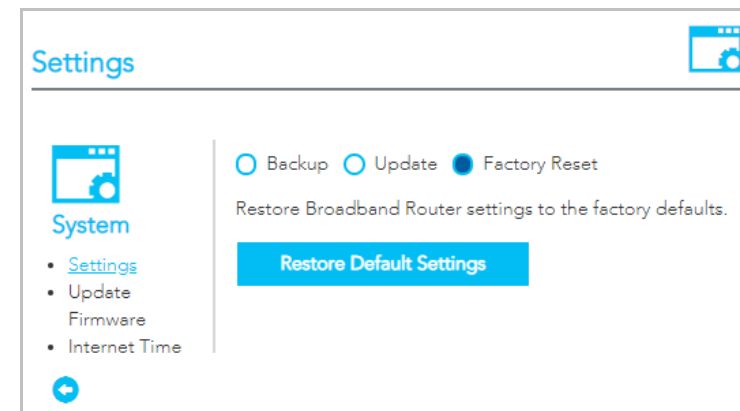 Settings
Backup Update Factory Reset
Restore Broadband Router settings to the factory defaults.
Restore Default Settings
System
Settings
Update
Firmware
Internet Time